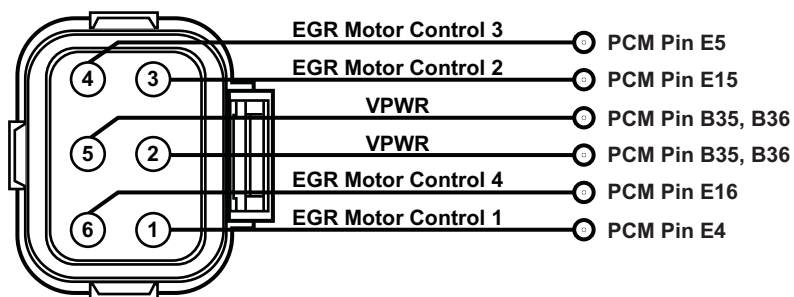 EGR Motor Control 3 PCM Pin E5
4 3 EGR Motor Control 2 PCM Pin E15
VPWR PCM Pin B35, B36
5 2 VPWR PCM Pin B35, B36
EGR Motor Control 4 PCM Pin E16
6 1 EGR Motor Control 1 PCM Pin E4